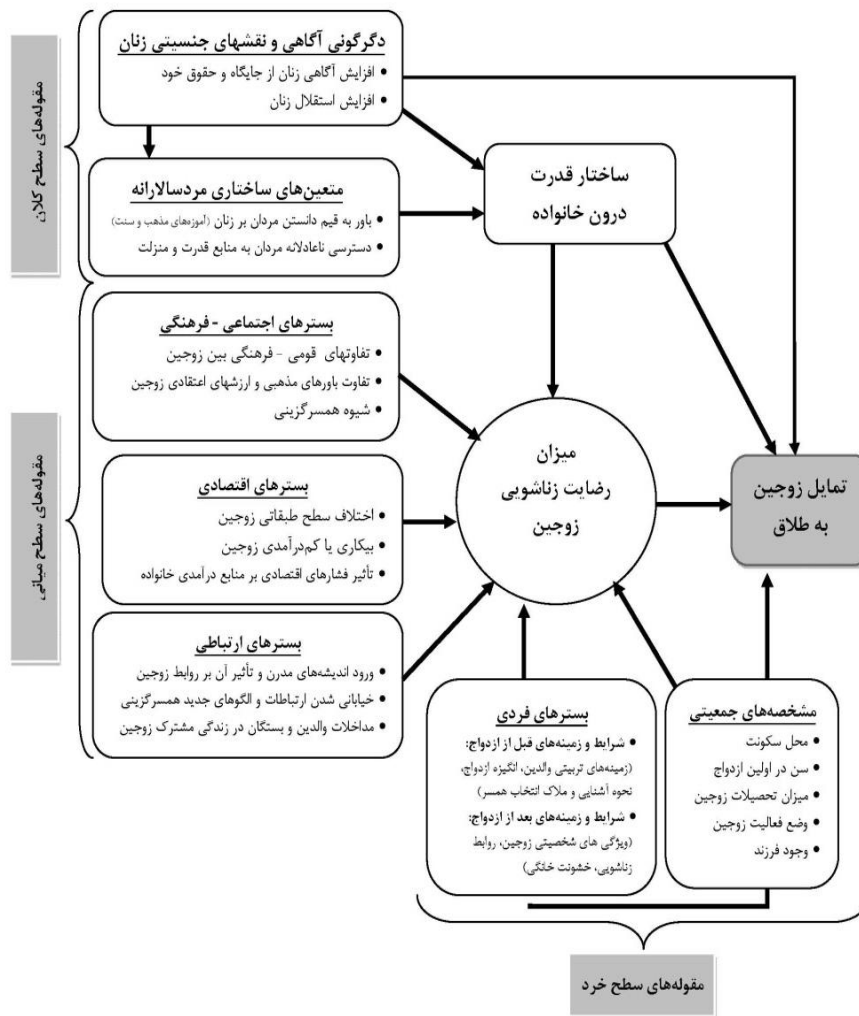 مقوله‌های سطح کلان
دگرگونی آگاهی و نقشهای جنسیتی زنان
• افزایش آگاهی زنان از جایگاه و حقوق خود
• افزایش استقلال زنان
متعین‌های ساختاری مردسالارانه
• باور به قیم دانستن مردان بر زنان (آموزه‌های مذهب و سنت)
• دسترسی ناعادلانه مردان به منابع قدرت و منزلت
ساختار قدرت
درون خانواده
مقوله‌های سطح میانی
بسترهای اجتماعی - فرهنگی
• تفاوتهای قومی - فرهنگی بین زوجین
• تفاوت باورهای مذهبی و ارزشهای اعتقادی زوجین
• شیوه همسرگزینی
بسترهای اقتصادی
• اختلاف سطح طبقاتی زوجین
• بیکاری یا کم‌درآمدی زوجین
• تأثیر فشارهای اقتصادی بر منابع درآمدی خانواده
بسترهای ارتباطی
• ورود اندیشه‌های مدرن و تأثیر آن بر روابط زوجین
• خیابانی شدن ارتباطات و الگوهای جدید همسرگزینی
• مداخلات والدین و بستگان در زندگی مشترک زوجین
میزان
رضایت زناشویی
زوجین
تمایل زوجین
به طلاق
مشخصه‌های جمعیتی
• محل سکونت
• سن در اولین ازدواج
• میزان تحصیلات زوجین
• وضع فعالیت زوجین
• وجود فرزند
بسترهای فردی
• شرایط و زمینه‌های قبل از ازدواج:
(زمینه‌های تربیتی والدین، انگیزه ازدواج،
نحوه آشنایی و ملاک انتخاب همسر)
• شرایط و زمینه‌های بعد از ازدواج:
(ویژگی های شخصیتی زوجین، روابط
زناشویی، خشونت خانگی)
مقوله‌های سطح خرد